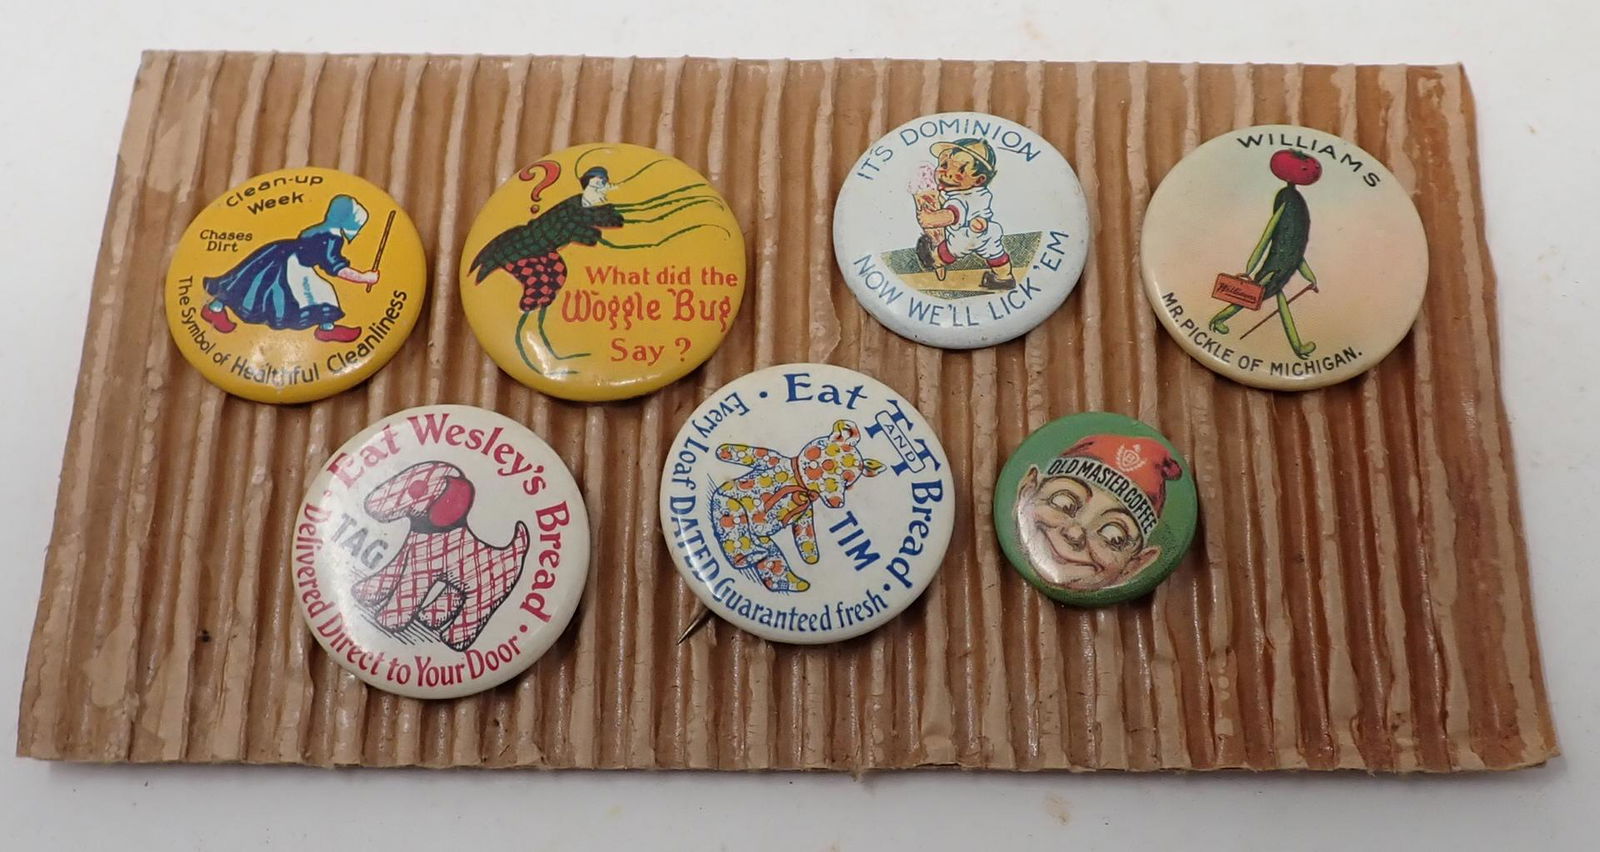 Clean-up
Week
Chases
Dirt
The Symbol of Healthful Cleanliness
?
What did the
Woggle Bug
Say ?
IT'S DOMINION
NOW WE'LL LICK 'EM
WILLIAMS
Williams
MR. PICKLE OF MICHIGAN.
· Eat Wesley's Bread ·
TAG
Delivered Direct to Your Door
· Eat T AND T Bread ·
TIM
Every Loaf DATED Guaranteed fresh
OLD MASTER COFFEE